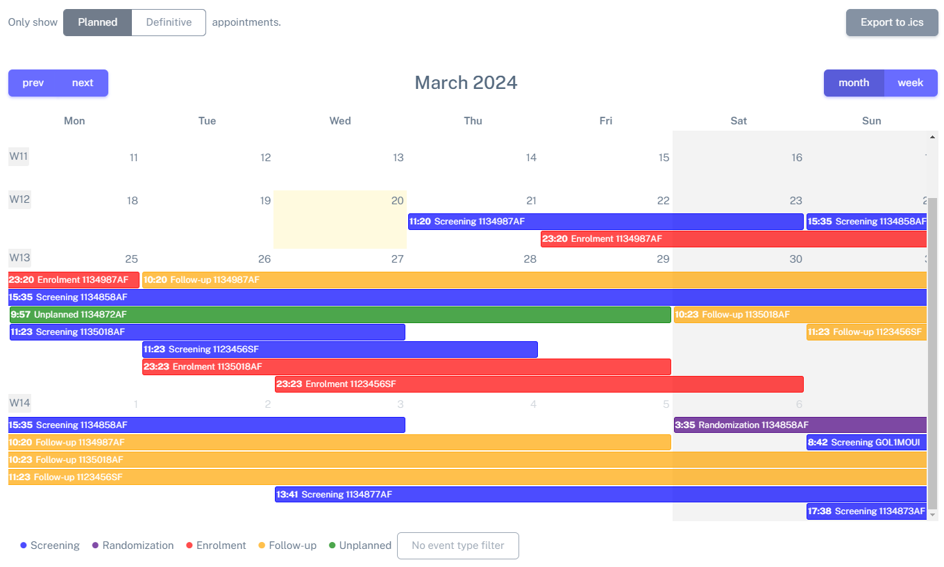 Only show Planned Definitive appointments. Export to .ics
prev next March 2024 month week
Mon Tue Wed Thu Fri Sat Sun
W11 11 12 13 14 15 16
W12 18 19 20 21 22 23
11:20 Screening 1134987AF 15:35 Screening 1134858AF
23:20 Enrolment 1134987AF
W13 25 26 27 28 29 30
23:20 Enrolment 1134987AF 10:20 Follow-up 1134987AF
15:35 Screening 1134858AF
9:57 Unplanned 1134872AF 10:23 Follow-up 1135018AF
11:23 Screening 1135018AF 11:23 Follow-up 1123456SF
11:23 Screening 1123456SF
23:23 Enrolment 1135018AF
23:23 Enrolment 1123456SF
W14 1 2 3 4 5 6
15:35 Screening 1134858AF 3:35 Randomization 1134858AF
10:20 Follow-up 1134987AF 8:42 Screening GOL1MOUI
10:23 Follow-up 1135018AF
11:23 Follow-up 1123456SF
13:41 Screening 1134877AF
17:38 Screening 1134873AF
Screening Randomization Enrolment Follow-up Unplanned No event type filter